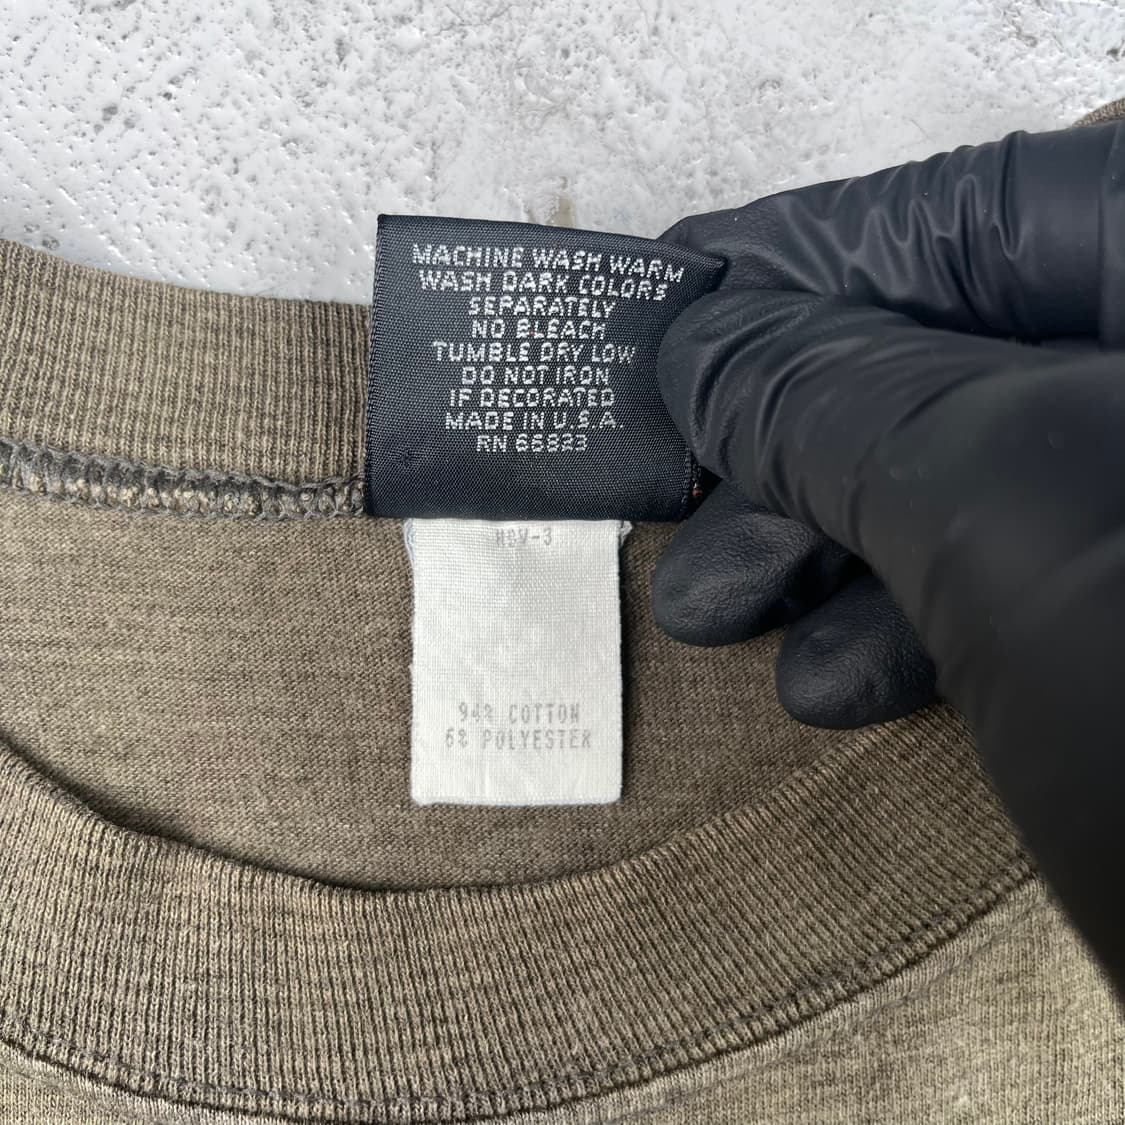 MACHINE WASH WARM
WASH DARK COLORS
SEPARATELY
NO BLEACH
TUMBLE DRY LOW
DO NOT IRON
IF DECORATED
MADE IN U.S.A.
RN 66823
94% COTTON
6% POLYESTER